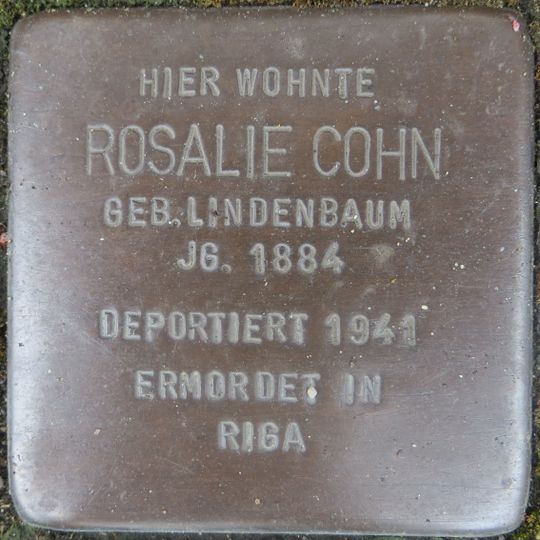 HIER WOHNTE
ROSALIE COHN
GEB. LINDENBAUM
JG. 1884
DEPORTIERT 1941
ERMORDET IN
RIGA